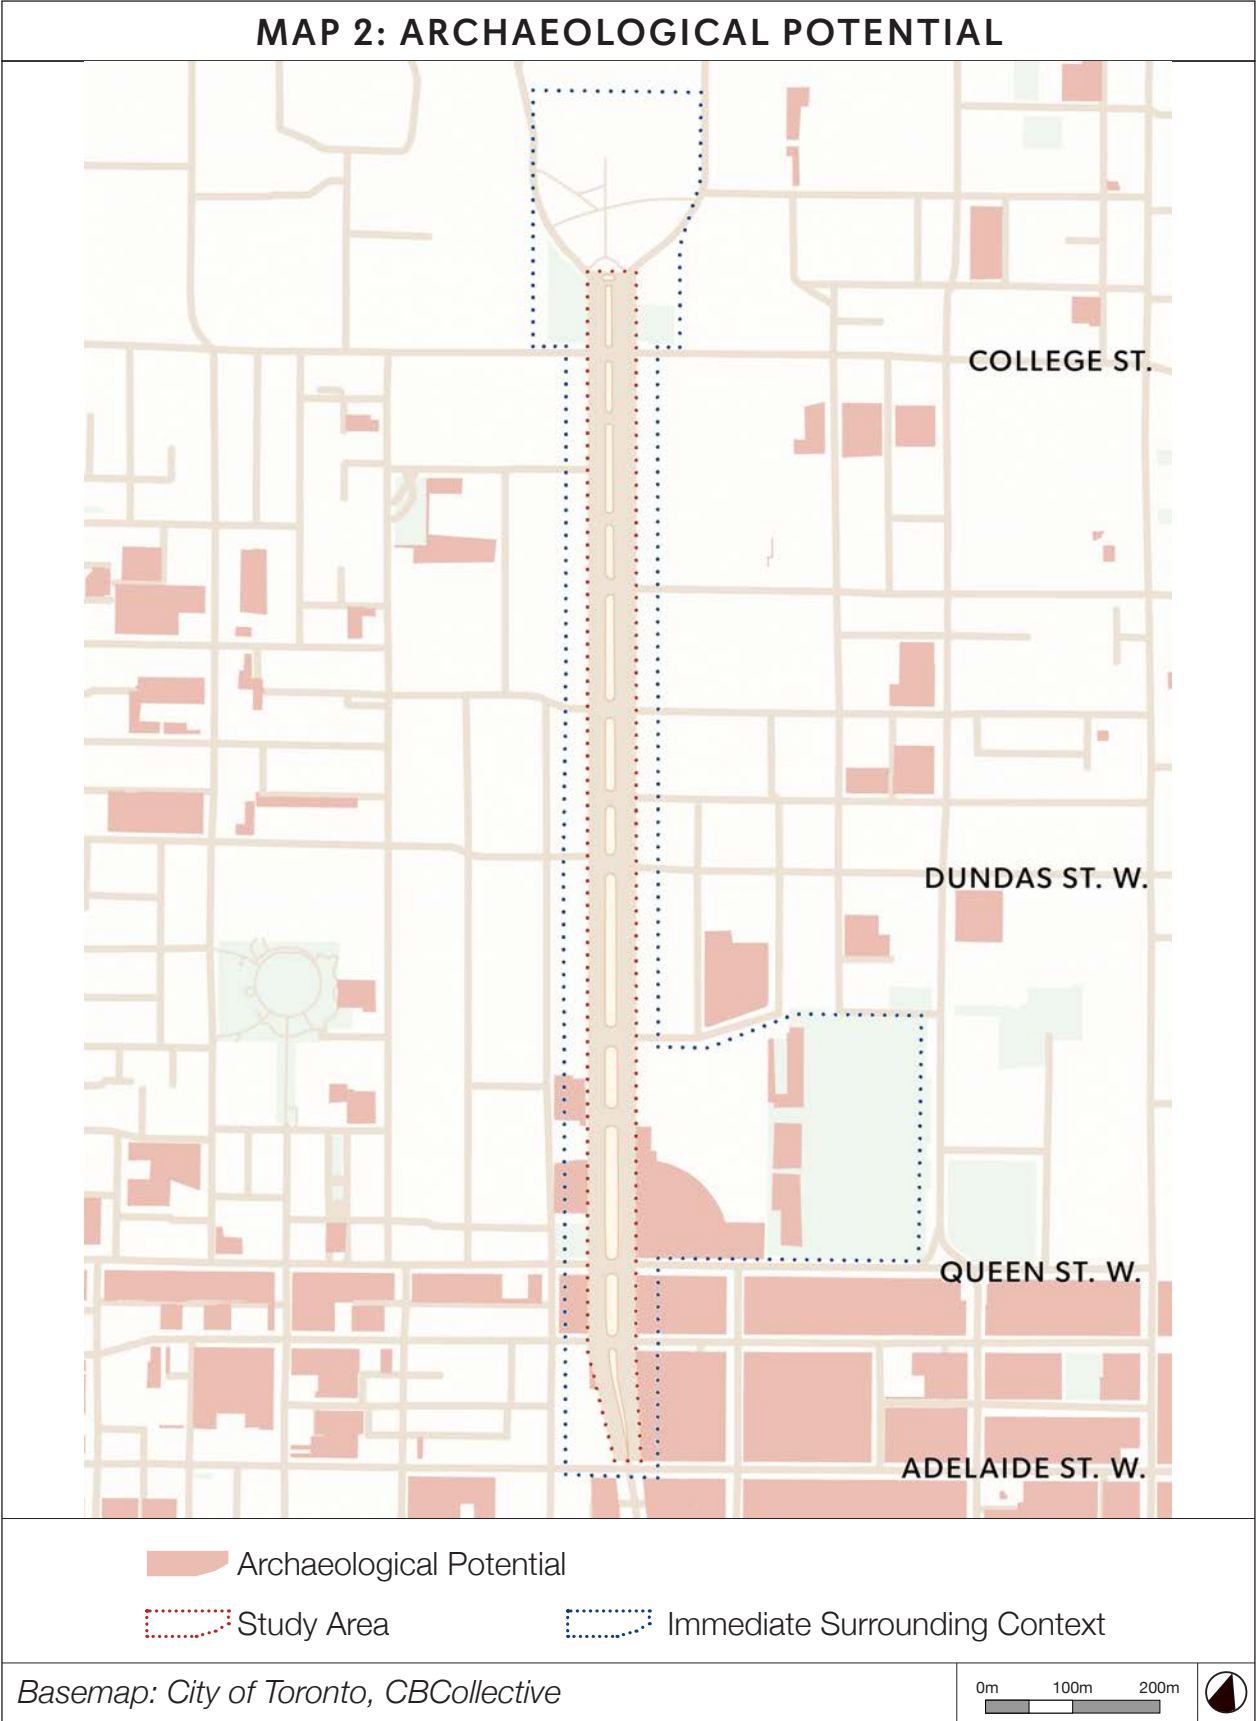 MAP 2: ARCHAEOLOGICAL POTENTIAL
COLLEGE ST.
DUNDAS ST. W.
QUEEN ST. W.
ADELAIDE ST. W.
Archaeological Potential
Study Area
Immediate Surrounding Context
Basemap: City of Toronto, CBCollective
0m 100m 200m